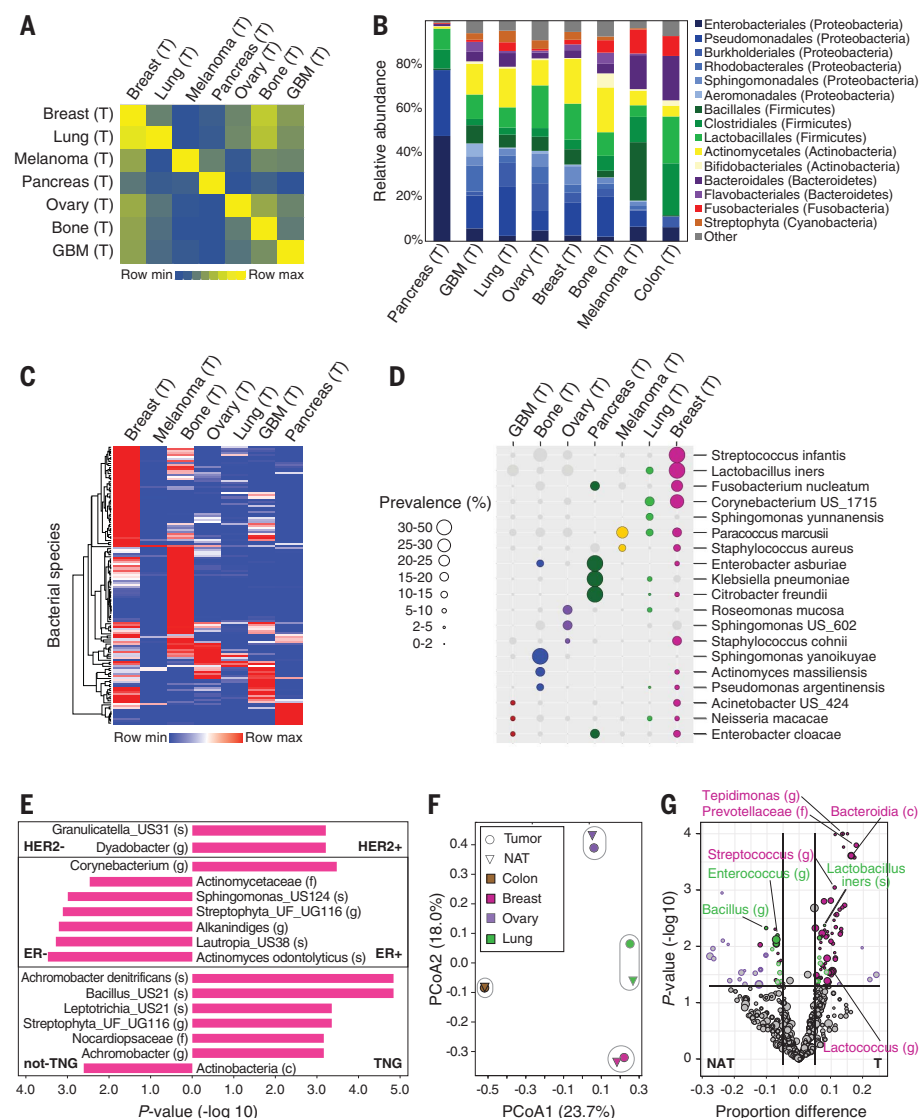 A
Breast (T)
Lung (T)
Melanoma (T)
Pancreas (T)
Ovary (T)
Bone (T)
GBM (T)
Breast (T)
Lung (T)
Melanoma (T)
Pancreas (T)
Ovary (T)
Bone (T)
GBM (T)
Row min
Row max
B
Relative abundance
80%
60%
40%
20%
0%
Pancreas (T)
GBM (T)
Lung (T)
Ovary (T)
Breast (T)
Bone (T)
Melanoma (T)
Colon (T)
Enterobacteriales (Proteobacteria)
Pseudomonadales (Proteobacteria)
Burkholderiales (Proteobacteria)
Rhodobacterales (Proteobacteria)
Sphingomonadales (Proteobacteria)
Aeromonadales (Proteobacteria)
Bacillales (Firmicutes)
Clostridiales (Firmicutes)
Lactobacillales (Firmicutes)
Actinomycetales (Actinobacteria)
Bifidobacteriales (Actinobacteria)
Bacteroidales (Bacteroidetes)
Flavobacteriales (Bacteroidetes)
Fusobacteriales (Fusobacteria)
Streptophyta (Cyanobacteria)
Other
C
Breast (T)
Melanoma (T)
Bone (T)
Ovary (T)
Lung (T)
GBM (T)
Pancreas (T)
Bacterial species
Row min
Row max
D
GBM (T)
Bone (T)
Ovary (T)
Pancreas (T)
Melanoma (T)
Lung (T)
Breast (T)
Prevalence (%)
30-50
25-30
20-25
15-20
10-15
5-10
2-5
0-2
Streptococcus infantis
Lactobacillus iners
Fusobacterium nucleatum
Corynebacterium US_1715
Sphingomonas yunnanensis
Paracoccus marcusii
Staphylococcus aureus
Enterobacter asburiae
Klebsiella pneumoniae
Citrobacter freundii
Roseomonas mucosa
Sphingomonas US_602
Staphylococcus cohnii
Sphingomonas yanoikuyae
Actinomyces massiliensis
Pseudomonas argentinensis
Acinetobacter US_424
Neisseria macacae
Enterobacter cloacae
E
Granulicatella_US31 (s)
HER2-
Dyadobacter (g)
HER2+
Corynebacterium (g)
Actinomycetaceae (f)
Sphingomonas_US124 (s)
Streptophyta_UF_UG116 (g)
Alkanindiges (g)
Lautropia_US38 (s)
ER-
Actinomyces odontolyticus (s)
ER+
Achromobacter denitrificans (s)
Bacillus_US21 (s)
Leptotrichia_US21 (s)
Streptophyta_UF_UG116 (g)
Nocardiopsaceae (f)
Achromobacter (g)
not-TNG
Actinobacteria (c)
TNG
4.0 3.0 2.0 1.0 0.0 1.0 2.0 3.0 4.0 5.0
P-value (-log 10)
F
PCoA2 (18.0%)
0.4
0.2
0.0
-0.1
-0.3
Tumor
NAT
Colon
Breast
Ovary
Lung
-0.5 -0.2 0.1 0.3
PCoA1 (23.7%)
G
Tepidimonas (g)
Prevotellaceae (f)
Bacteroidia (c)
Streptococcus (g)
Enterococcus (g)
Lactobacillus
iners (s)
Bacillus (g)
Lactococcus (g)
P-value (-log10)
4
3
2
1
0
NAT
T
-0.3 -0.2 -0.1 0.0 0.1 0.2
Proportion difference